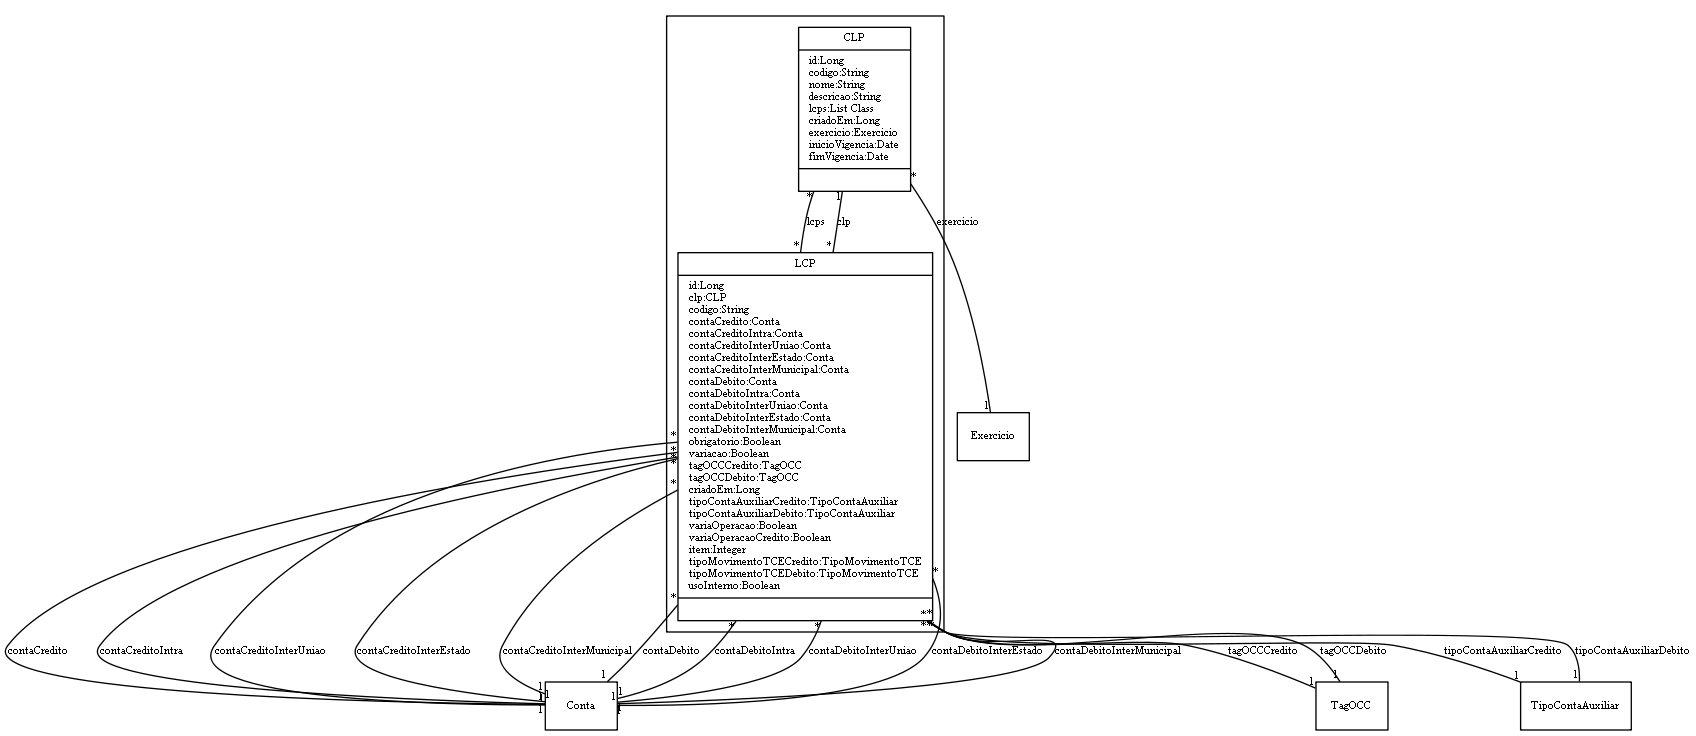 CLP
id:Long
codigo:String
nome:String
descricao:String
lcps:List Class
criadoEm:Long
exercicio:Exercicio
inicioVigencia:Date
fimVigencia:Date
* 1 *
lcps clp exercicio
* *
LCP
id:Long
clp:CLP
codigo:String
contaCredito:Conta
contaCreditoIntra:Conta
contaCreditoInterUniao:Conta
contaCreditoInterEstado:Conta
contaCreditoInterMunicipal:Conta
contaDebito:Conta
contaDebitoIntra:Conta
contaDebitoInterUniao:Conta
contaDebitoInterEstado:Conta
contaDebitoInterMunicipal:Conta
obrigatorio:Boolean
variacao:Boolean
tagOCCCredito:TagOCC
tagOCCDebito:TagOCC
criadoEm:Long
tipoContaAuxiliarCredito:TipoContaAuxiliar
tipoContaAuxiliarDebito:TipoContaAuxiliar
variaOperacao:Boolean
variaOperacaoCredito:Boolean
item:Integer
tipoMovimentoTCECredito:TipoMovimentoTCE
tipoMovimentoTCEDebito:TipoMovimentoTCE
usoInterno:Boolean
1
Exercicio
contaCredito contaCreditoIntra contaCreditoInterUniao contaCreditoInterEstado contaCreditoInterMunicipal contaDebito contaDebitoIntra contaDebitoInterUniao contaDebitoInterEstado contaDebitoInterMunicipal tagOCCCredito tagOCCDebito tipoContaAuxiliarCredito tipoContaAuxiliarDebito
Conta TagOCC TipoContaAuxiliar